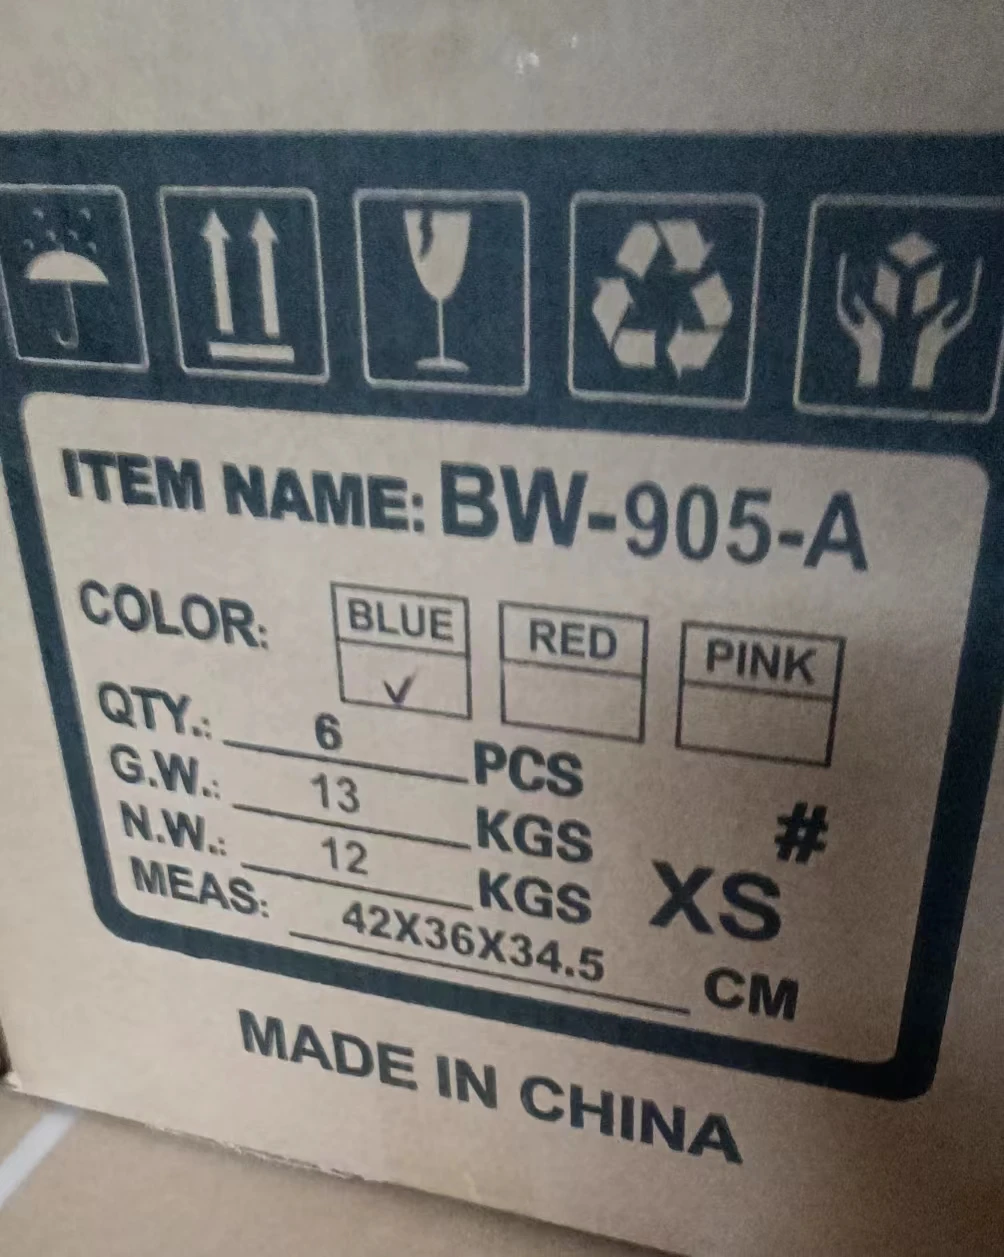 ITEM NAME: BW-905-A
COLOR: BLUE RED PINK
QTY.: 6 PCS
G.W.: 13 KGS
N.W.: 12 KGS
# XS
MEAS: 42X36X34.5 CM
MADE IN CHINA